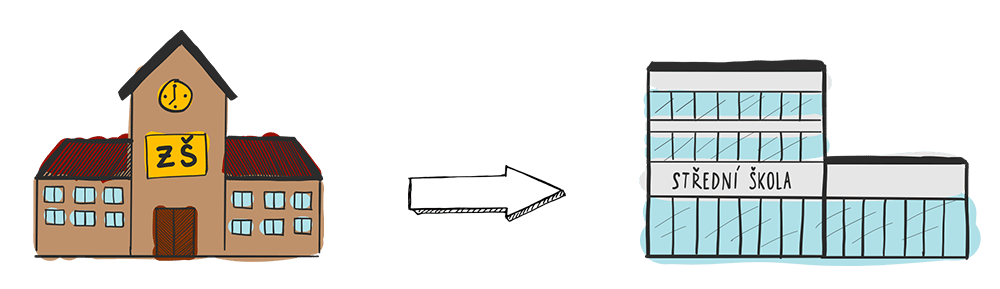 ZŠ
STŘEDNÍ ŠKOLA